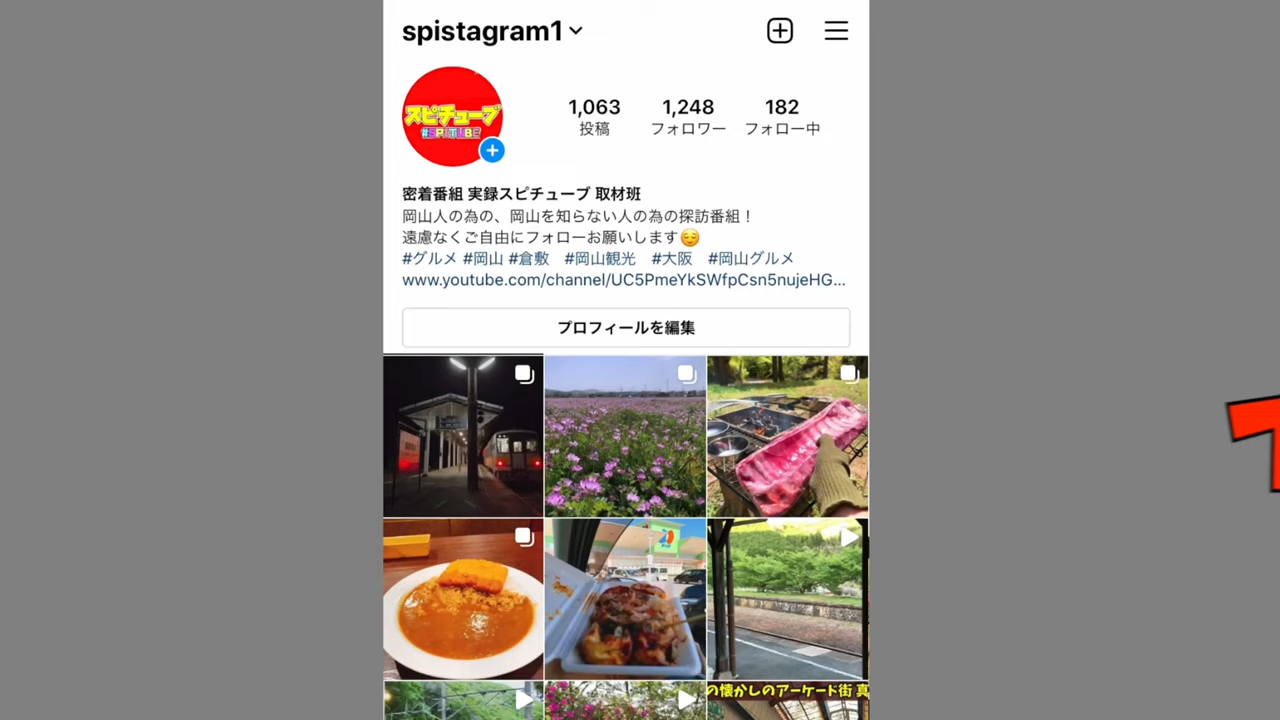 spistagram1
スピチューブ
#SPITUBE
1,063
投稿
1,248
フォロワー
182
フォロー中
密着番組 実録スピチューブ 取材班
岡山人の為の、岡山を知らない人の為の探訪番組！
遠慮なくご自由にフォローお願いします😌
#グルメ #岡山 #倉敷　#岡山観光　#大阪　#岡山グルメ
www.youtube.com/channel/UC5PmeYkSWfpCsn5nujeHG...
プロフィールを編集
の懐かしのアーケード街 真